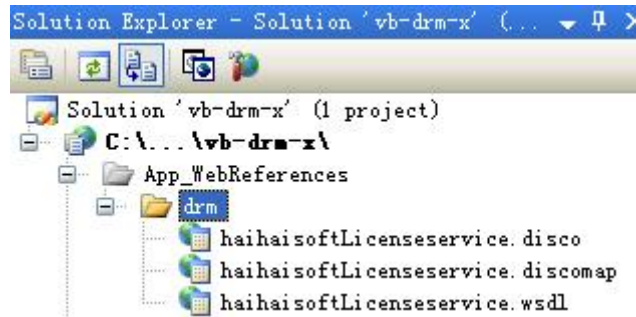 Solution Explorer - Solution 'vb-drm-x' (...
Solution 'vb-drm-x' (1 project)
C:\...\vb-drm-x\
App_WebReferences
drm
haihaisoftLicenseservice.disco
haihaisoftLicenseservice.discomap
haihaisoftLicenseservice.wsdl